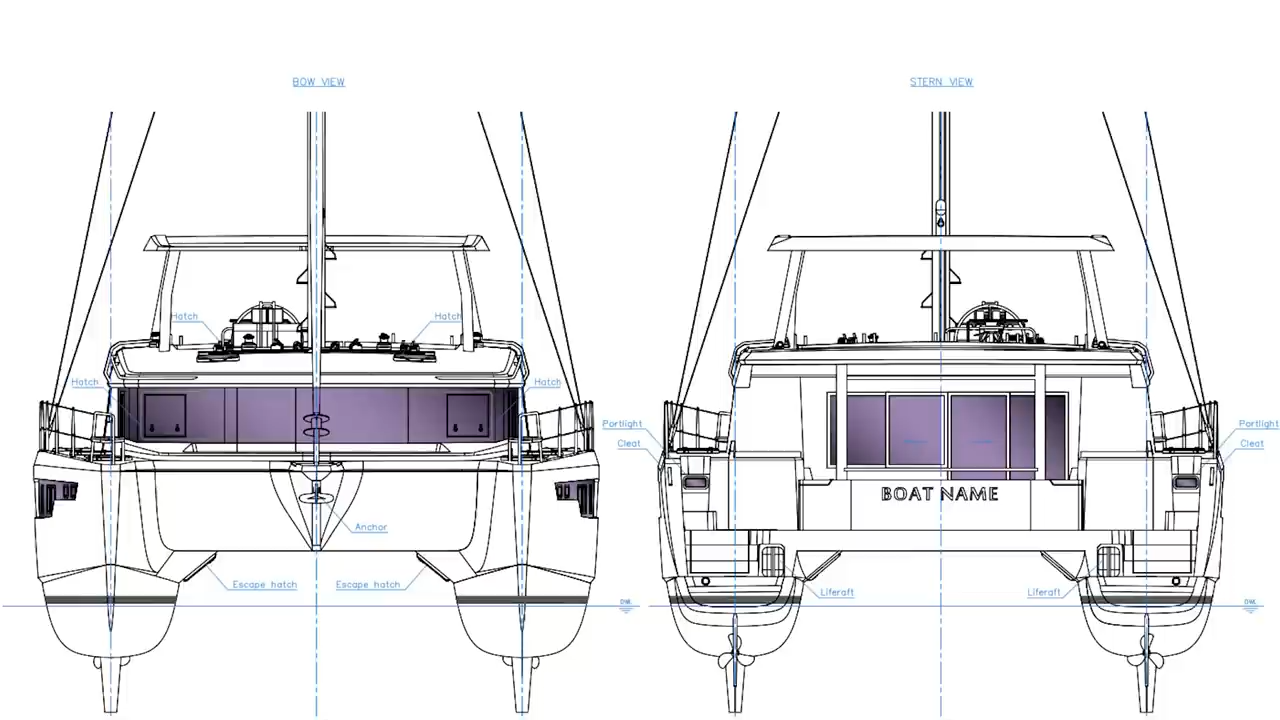 BOW VIEW
STERN VIEW
Hatch
Hatch
Hatch
Hatch
Portlight
Portlight
Cleat
Cleat
BOAT NAME
Anchor
Escape hatch
Escape hatch
Liferaft
Liferaft
DWL
DWL